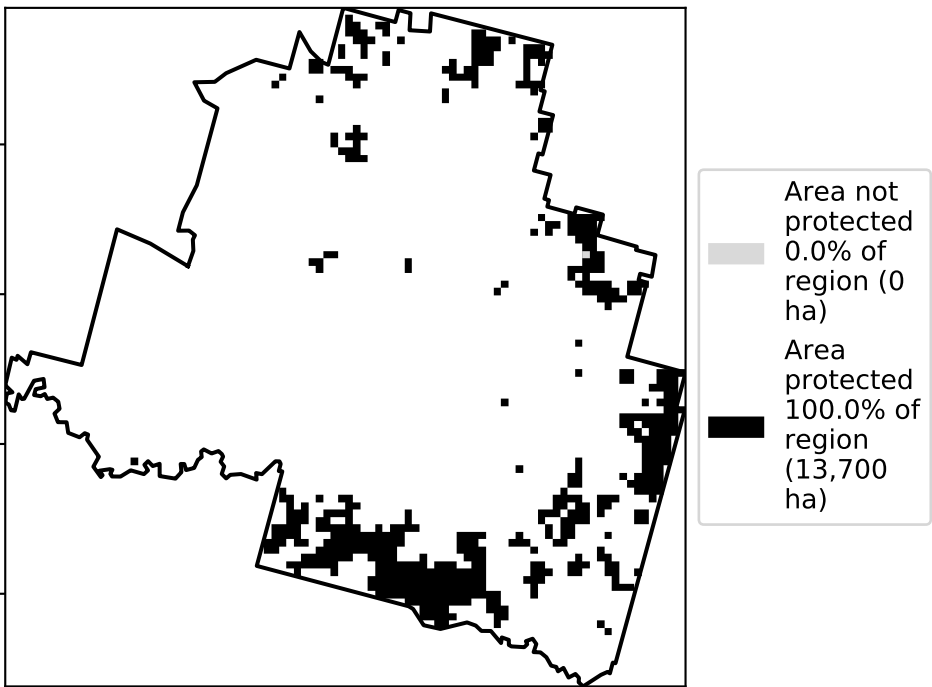 Area not
protected
0.0% of
region (0
ha)
Area
protected
100.0% of
region
(13,700
ha)